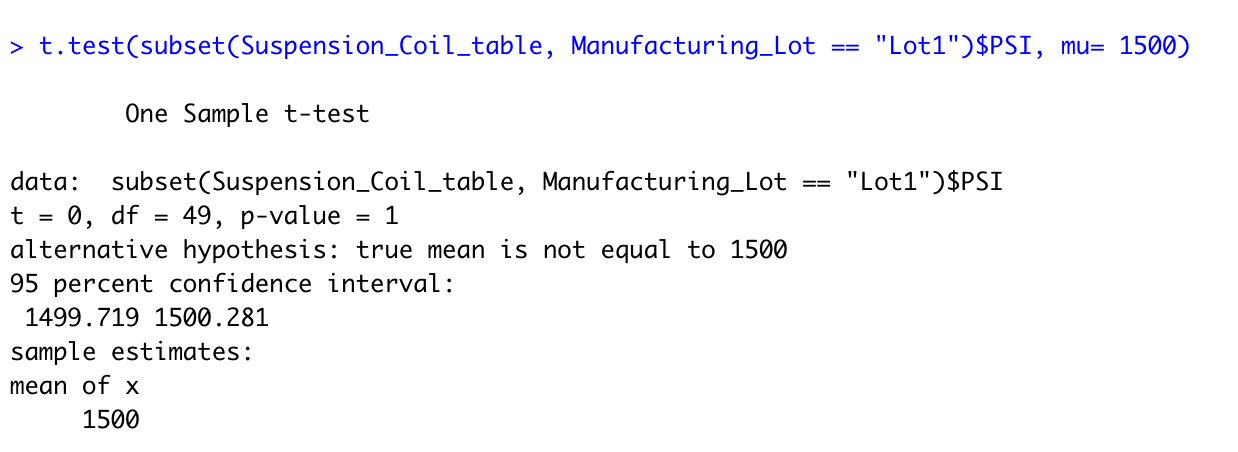 > t.test(subset(Suspension_Coil_table, Manufacturing_Lot == "Lot1")$PSI, mu= 1500)
One Sample t-test
data:  subset(Suspension_Coil_table, Manufacturing_Lot == "Lot1")$PSI
t = 0, df = 49, p-value = 1
alternative hypothesis: true mean is not equal to 1500
95 percent confidence interval:
 1499.719 1500.281
sample estimates:
mean of x
     1500